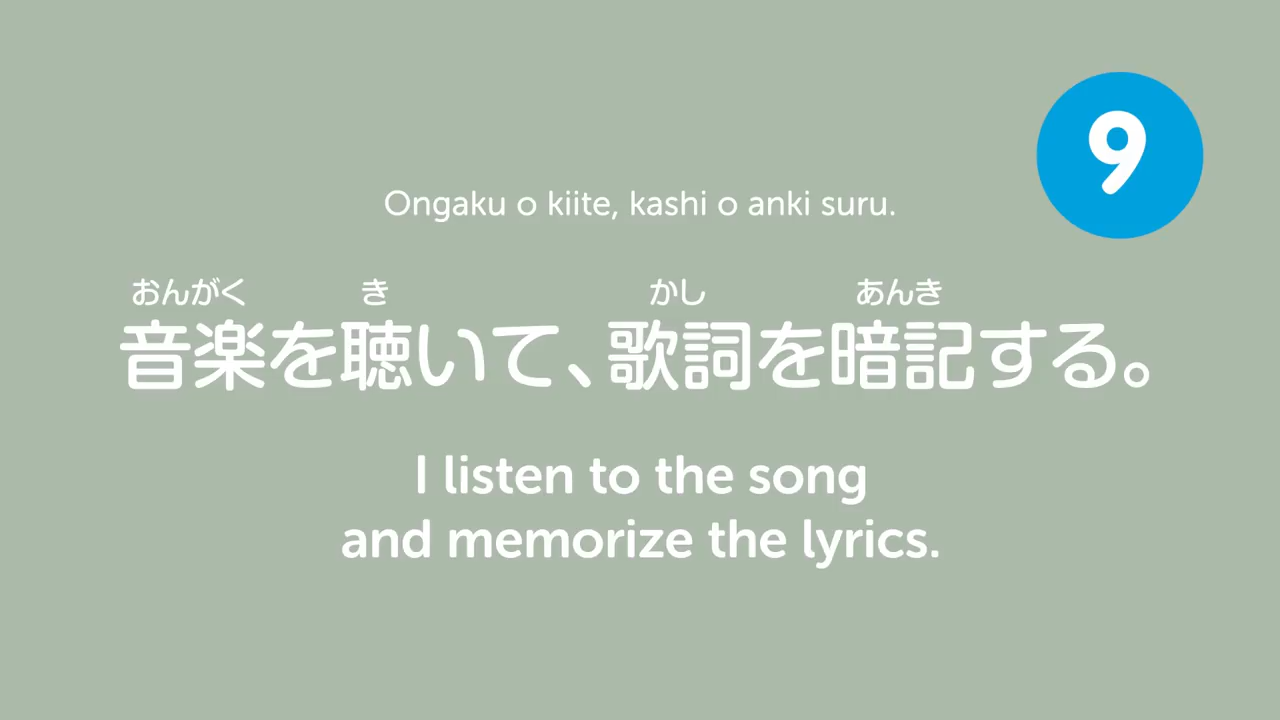 9
Ongaku o kiite, kashi o anki suru.
おんがく き かし あんき
音楽を聴いて、歌詞を暗記する。
I listen to the song
and memorize the lyrics.